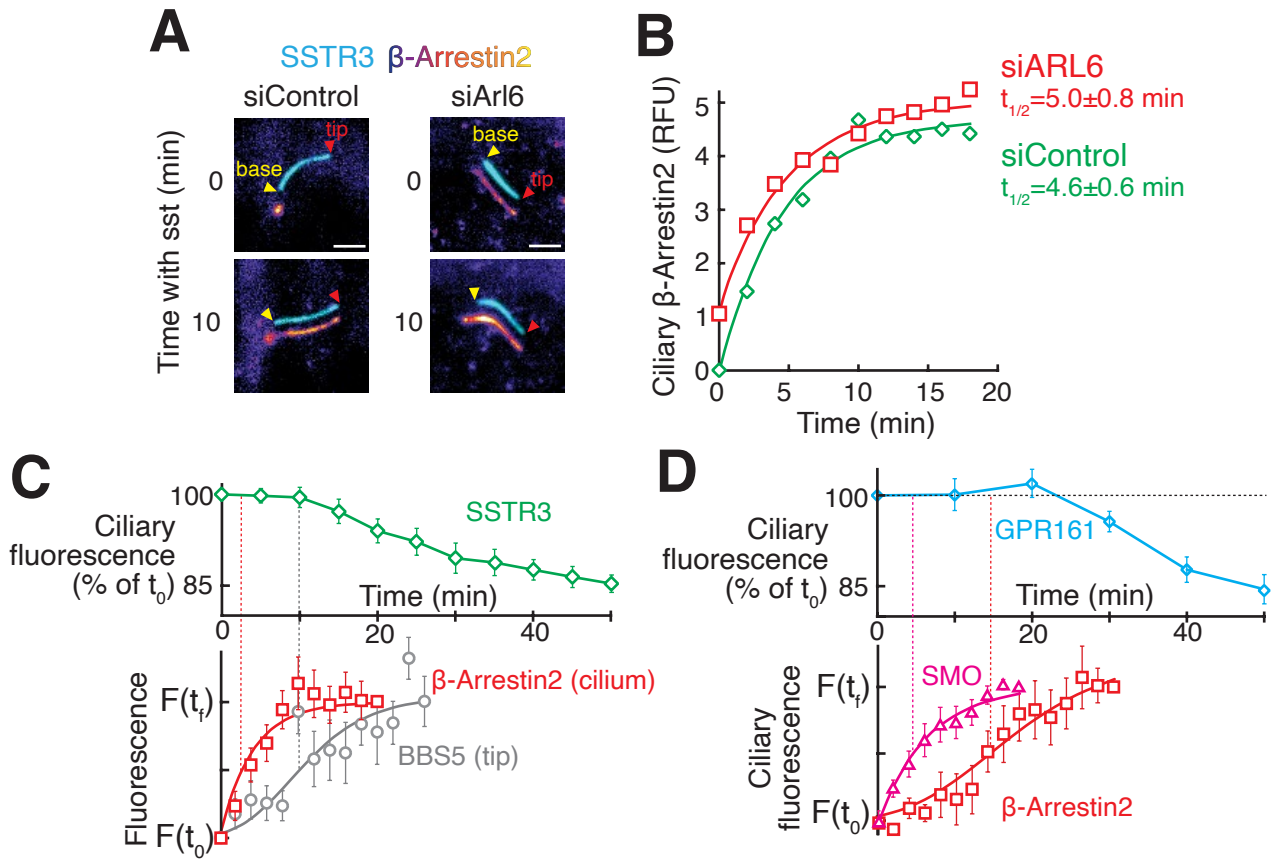 A
SSTR3 β-Arrestin2
siControl
siArl6
Time with sst (min)
0
base
tip
0
base
tip
10
10
B
Ciliary β-Arrestin2 (RFU)
5
4
3
2
1
0
0
5
10
15
20
Time (min)
siARL6
t1/2=5.0±0.8 min
siControl
t1/2=4.6±0.6 min
C
Ciliary
fluorescence
(% of t0)
100
85
SSTR3
Time (min)
0
20
40
Fluorescence
F(tf)
F(t0)
β-Arrestin2 (cilium)
BBS5 (tip)
D
Ciliary
fluorescence
(% of t0)
100
85
GPR161
Time (min)
0
20
40
Ciliary
fluorescence
F(tf)
F(t0)
SMO
β-Arrestin2